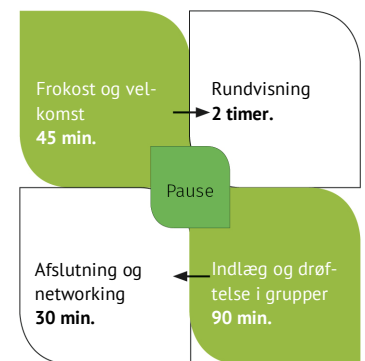 Frokost og vel-
komst
45 min.
Rundvisning
2 timer.
Pause
Afslutning og
networking
30 min.
Indlæg og drøf-
telse i grupper
90 min.